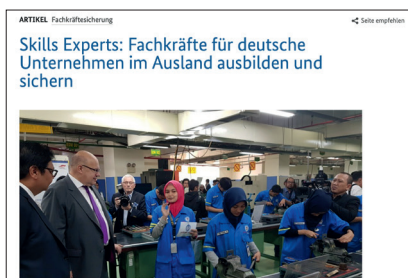 ARTIKEL Fachkräftesicherung
Seite empfehlen
Skills Experts: Fachkräfte für deutsche
Unternehmen im Ausland ausbilden und
sichern